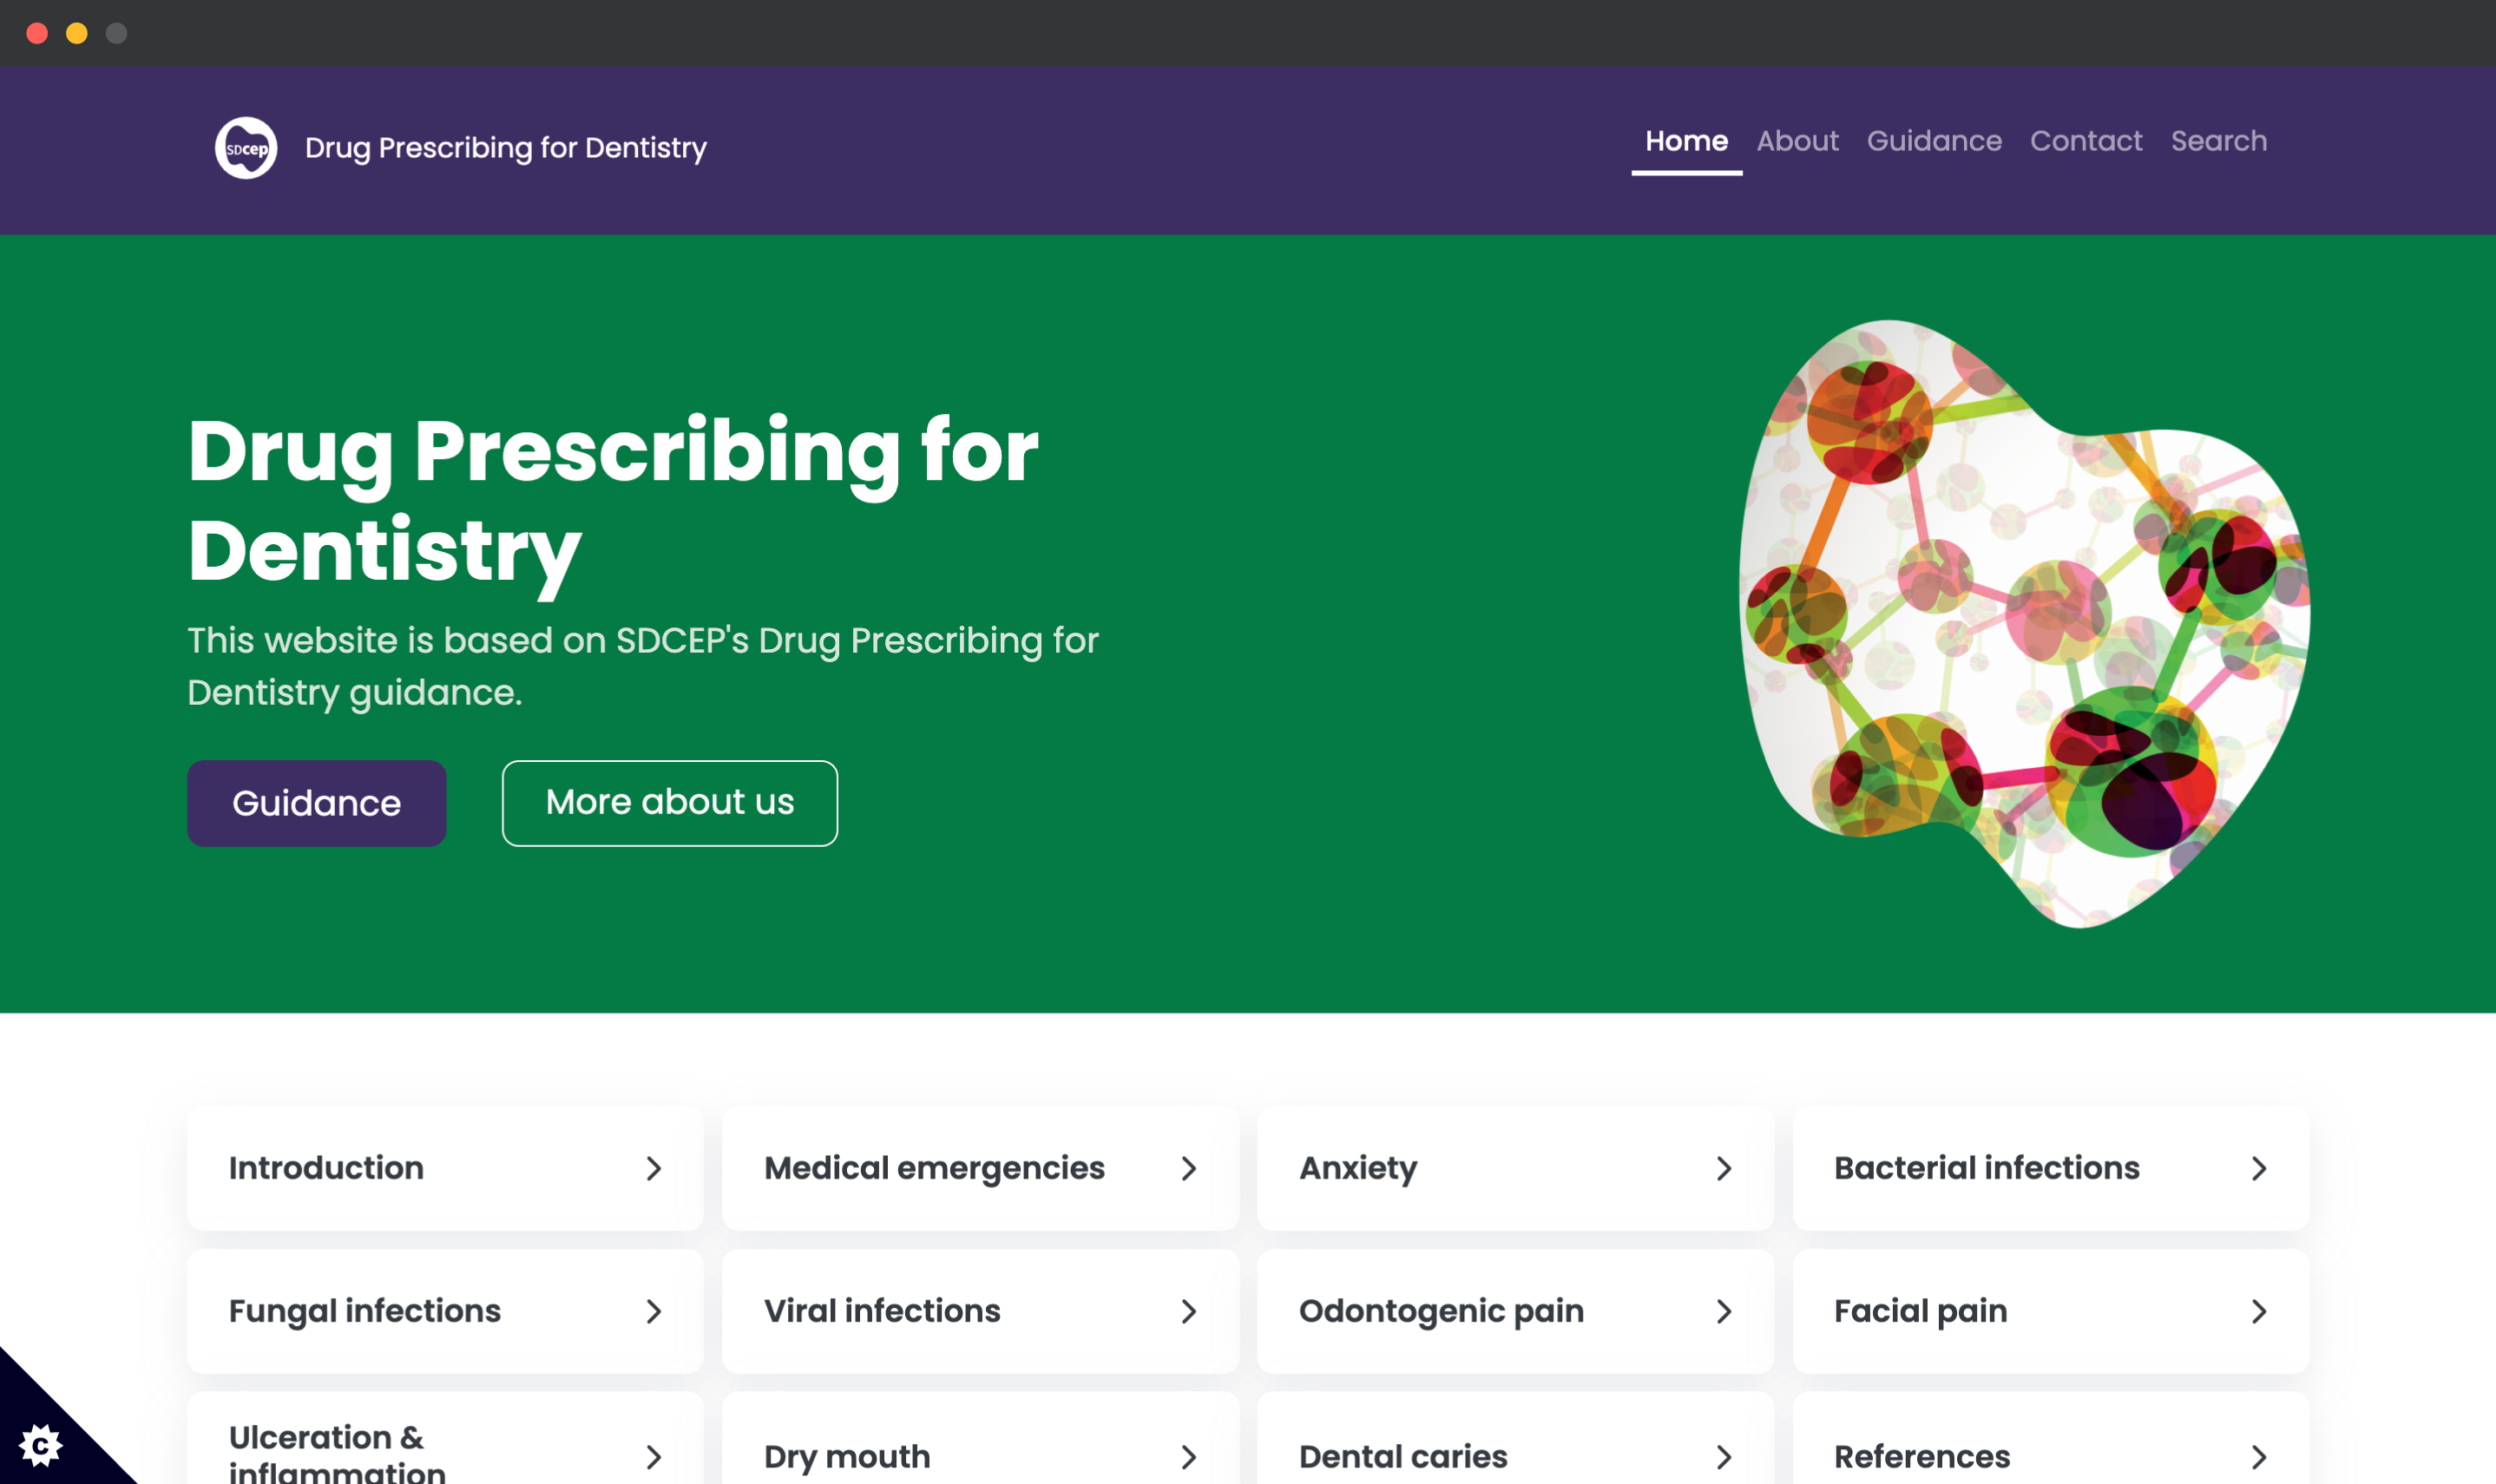 SDcep
Drug Prescribing for Dentistry
Home About Guidance Contact Search
Drug Prescribing for
Dentistry
This website is based on SDCEP's Drug Prescribing for
Dentistry guidance.
Guidance
More about us
Introduction
Medical emergencies
Anxiety
Bacterial infections
Fungal infections
Viral infections
Odontogenic pain
Facial pain
Ulceration &
inflammation
Dry mouth
Dental caries
References
C